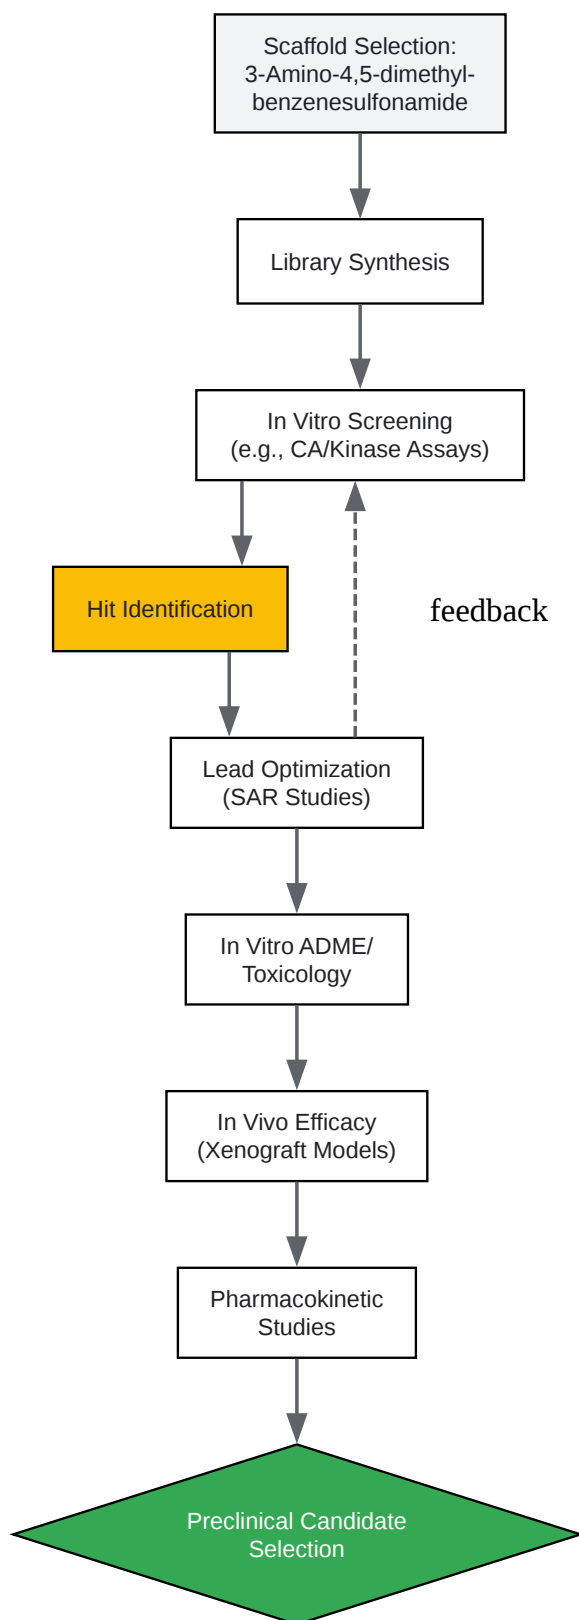 Scaffold Selection:
3-Amino-4,5-dimethyl-
benzenesulfonamide
Library Synthesis
In Vitro Screening
(e.g., CA/Kinase Assays)
Hit Identification
feedback
Lead Optimization
(SAR Studies)
In Vitro ADME/
Toxicology
In Vivo Efficacy
(Xenograft Models)
Pharmacokinetic
Studies
Preclinical Candidate
Selection